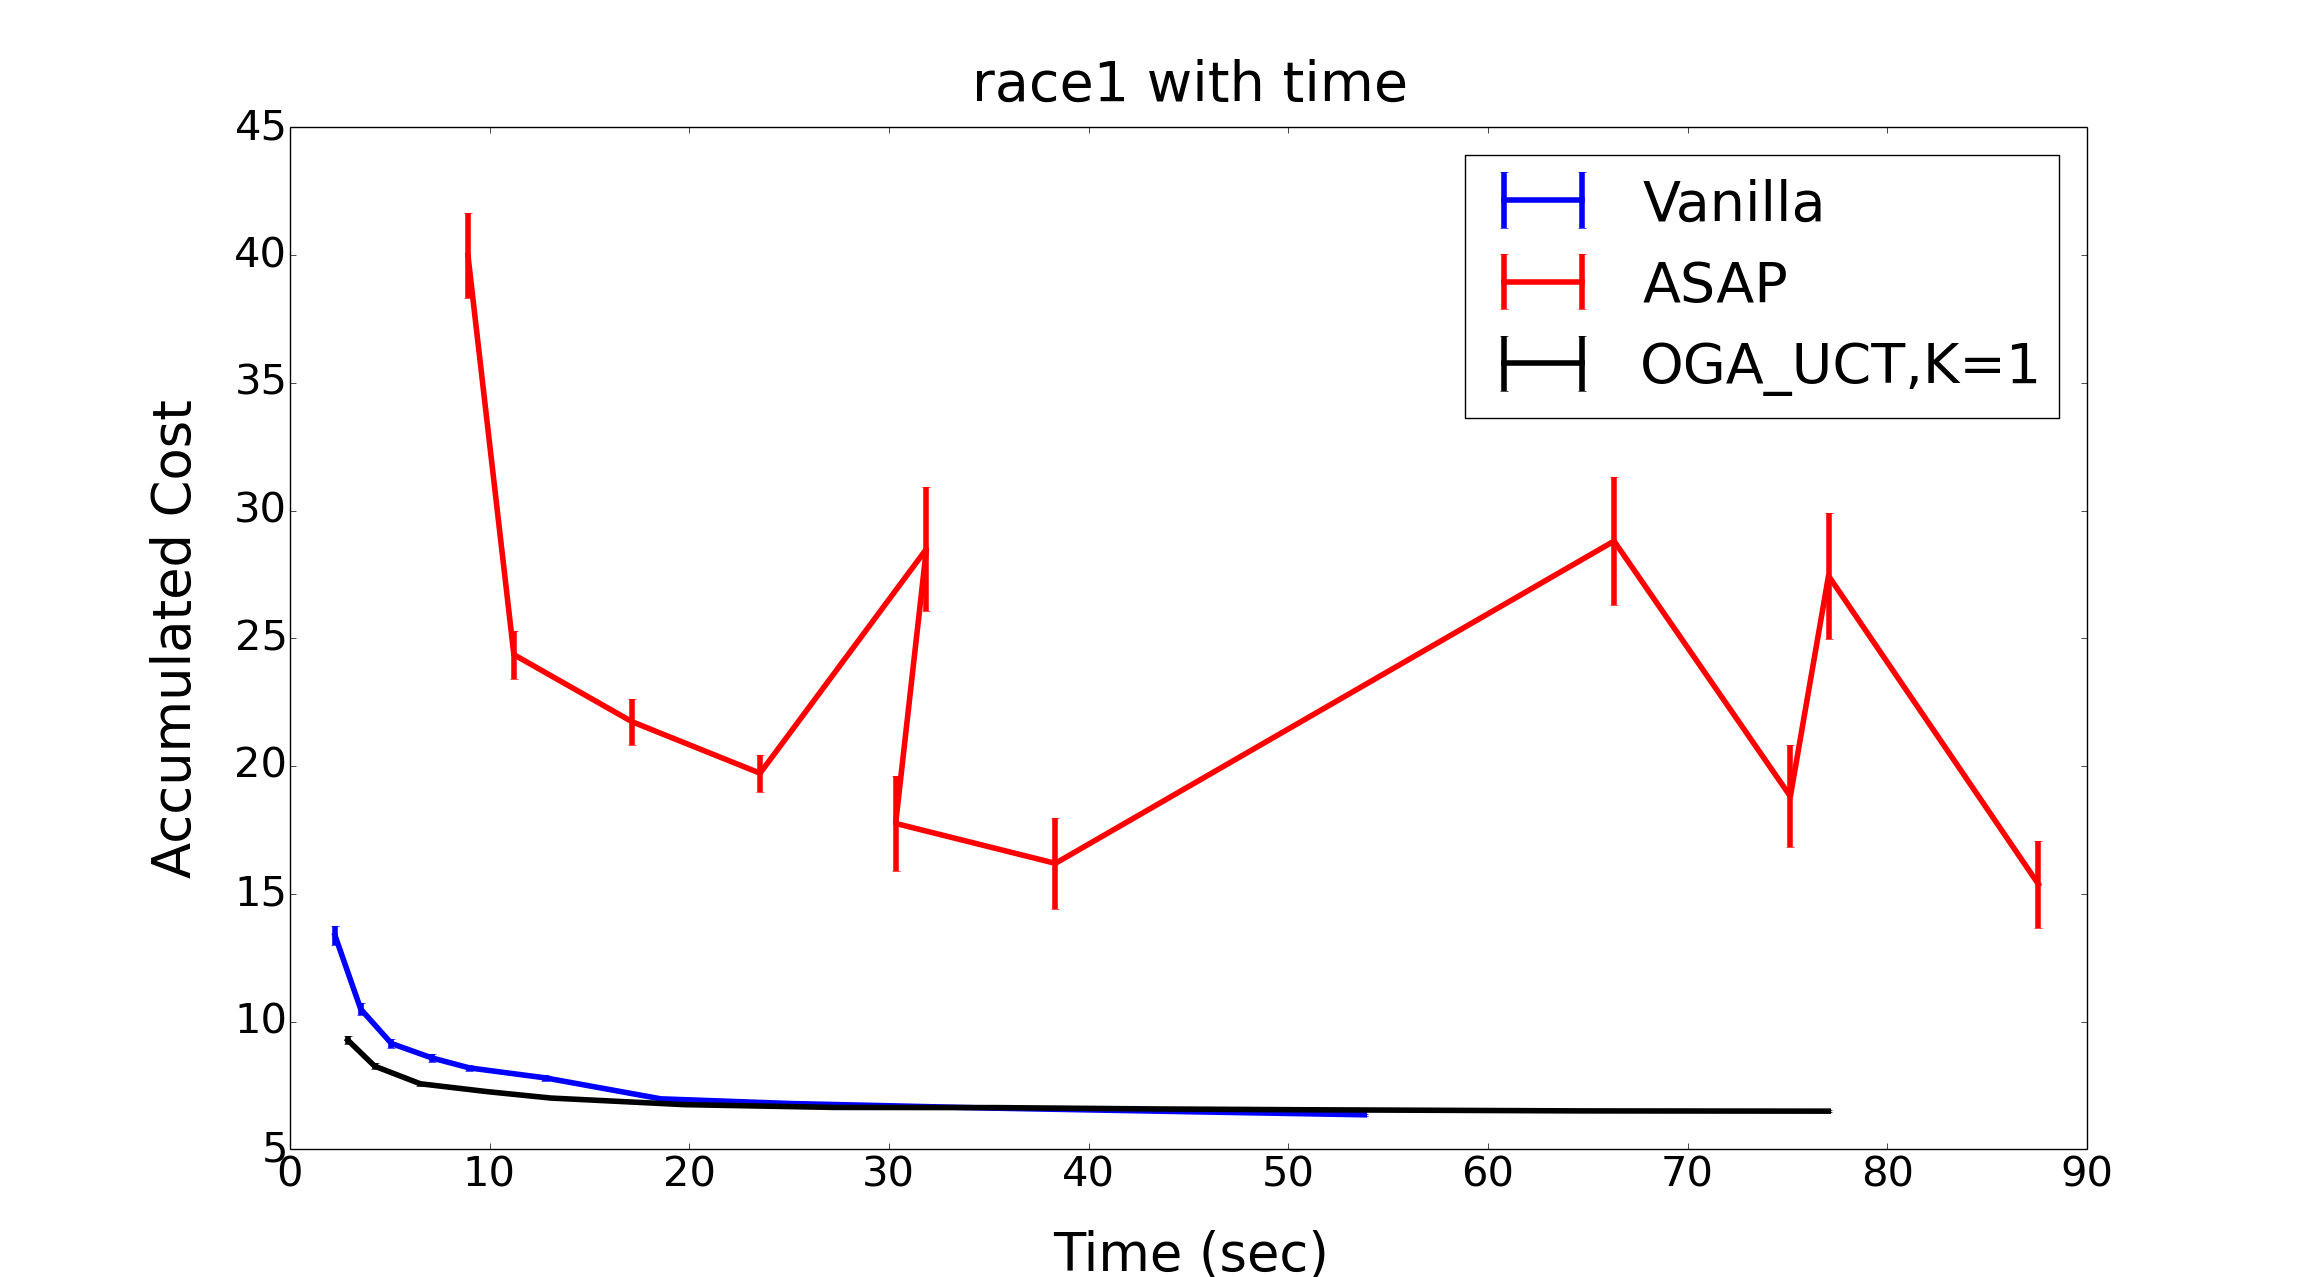 race1 with time
45
40
35
30
25
20
15
10
5
Accumulated Cost
Vanilla
ASAP
OGA_UCT,K=1
0 10 20 30 40 50 60 70 80 90
Time (sec)